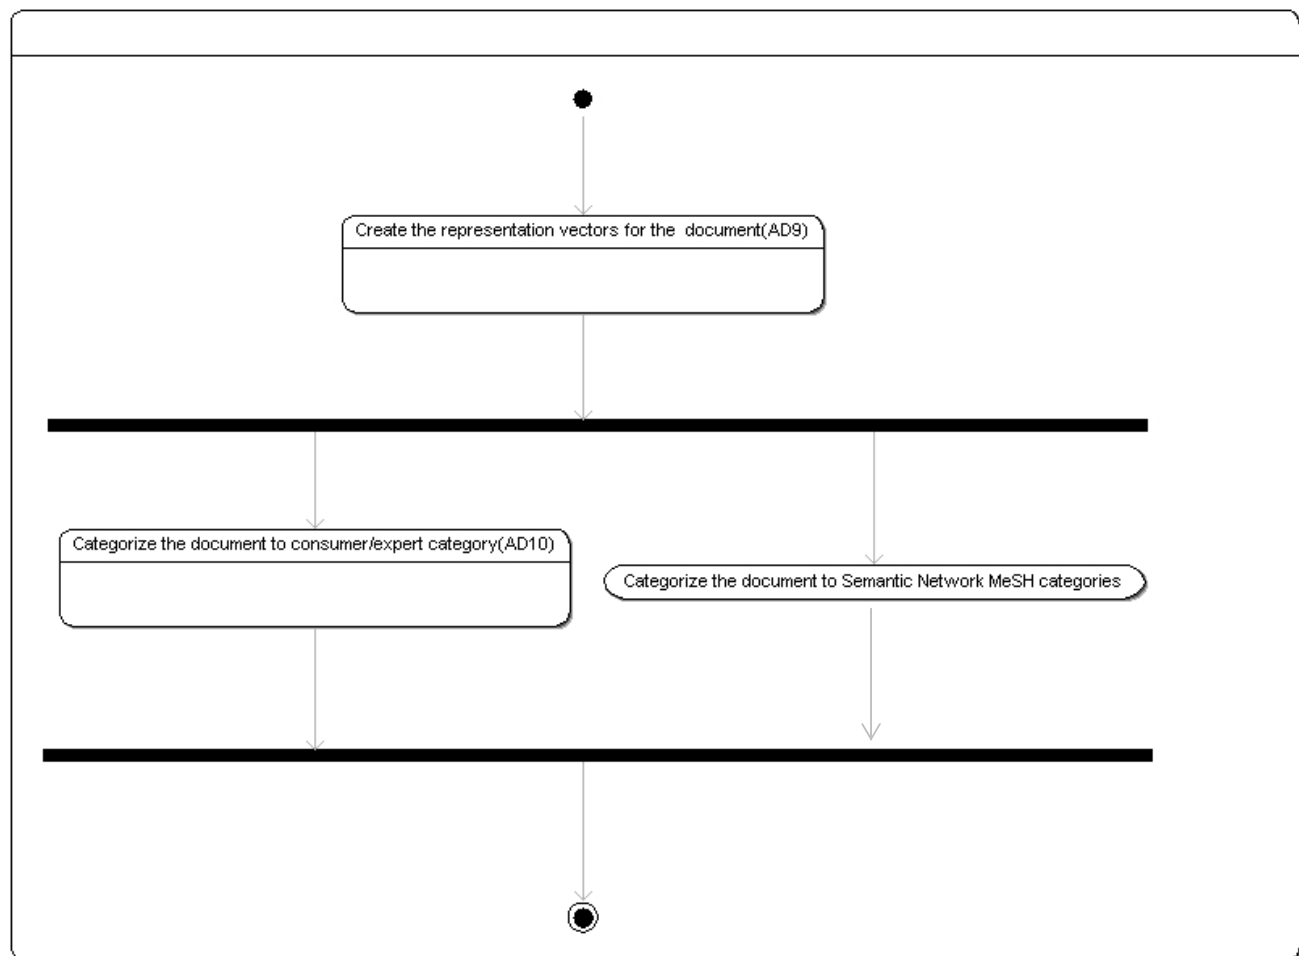 Create the representation vectors for the  document(AD9)
Categorize the document to consumer/expert category(AD10)
Categorize the document to Semantic Network MeSH categories